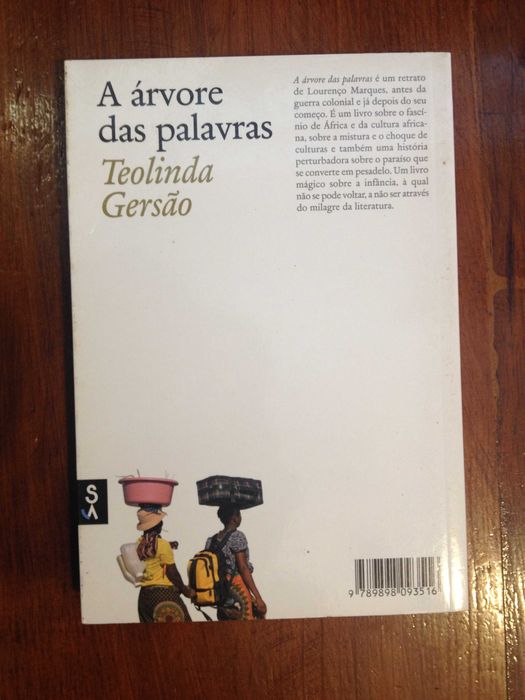 A árvore
das palavras
Teolinda
Gersão
A árvore das palavras é um retrato
de Lourenço Marques, antes da
guerra colonial e já depois do seu
começo. É um livro sobre o fascí-
nio de África e da cultura africa-
na, sobre a mistura e o choque de
culturas e também uma história
perturbadora sobre o paraíso que
se converte em pesadelo. Um livro
mágico sobre a infância, à qual
não se pode voltar, a não ser através
do milagre da literatura.
S
9 789898 093516